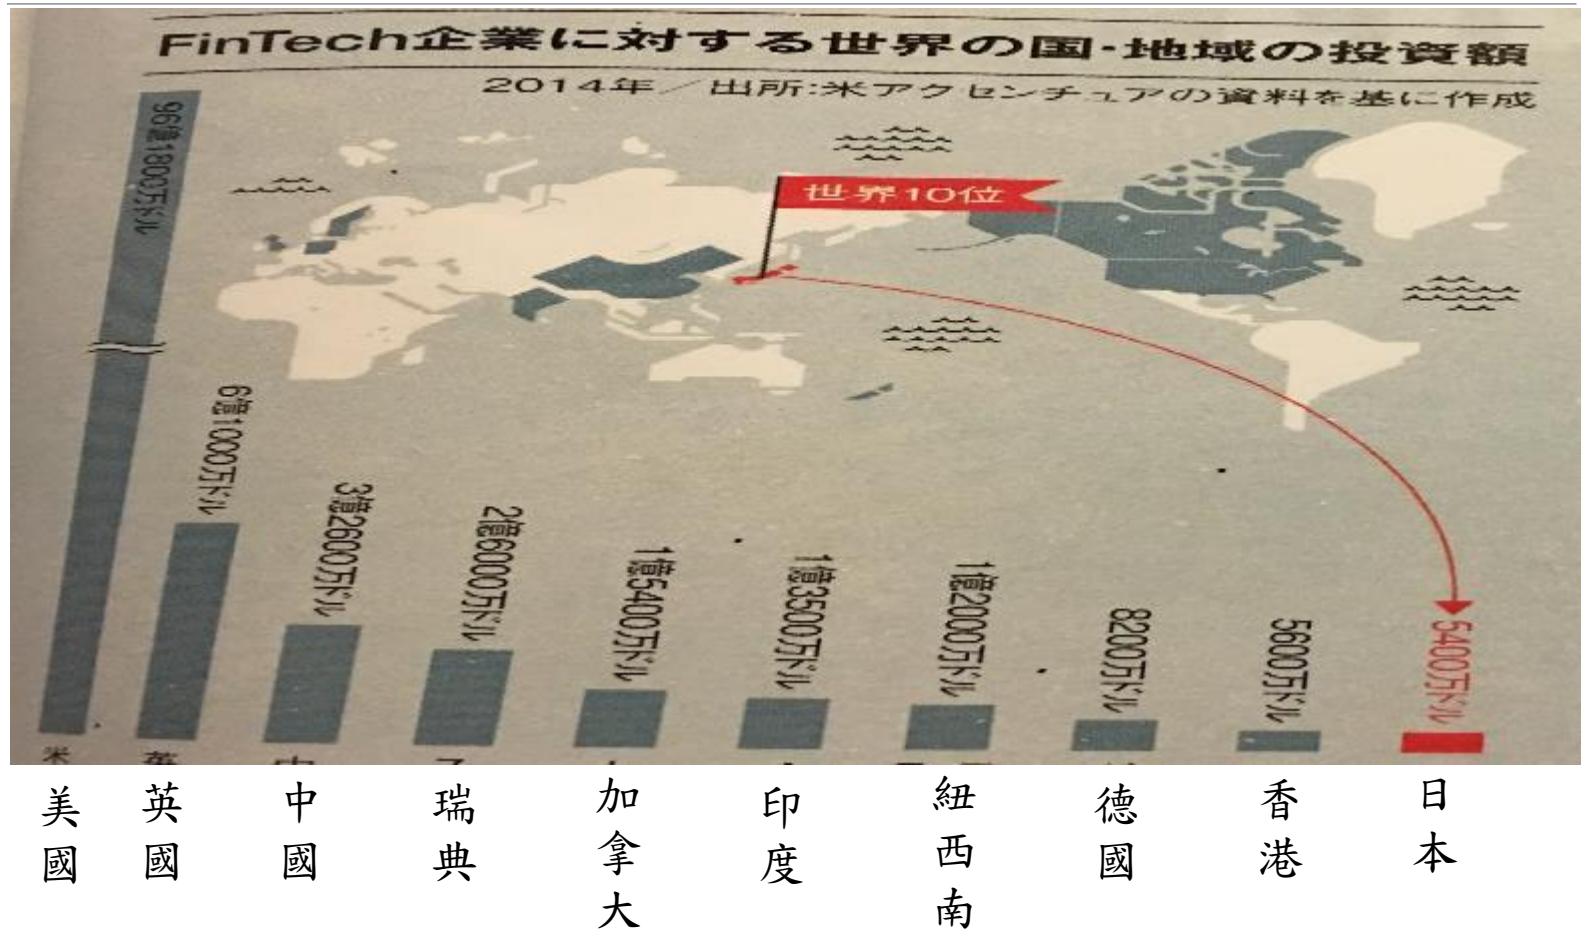 FinTech企業に対する世界の国・地域の投資額
2014年／出所:米アクセンチュアの資料を基に作成
世界10位
96億1800万ドル
6億1000万ドル
3億2600万ドル
2億6000万ドル
1億5400万ドル
1億3500万ドル
1億2000万ドル
8200万ドル
5600万ドル
5400万ドル
米
美國
英國
中國
瑞典
加拿大
印度
紐西南
德國
香港
日本